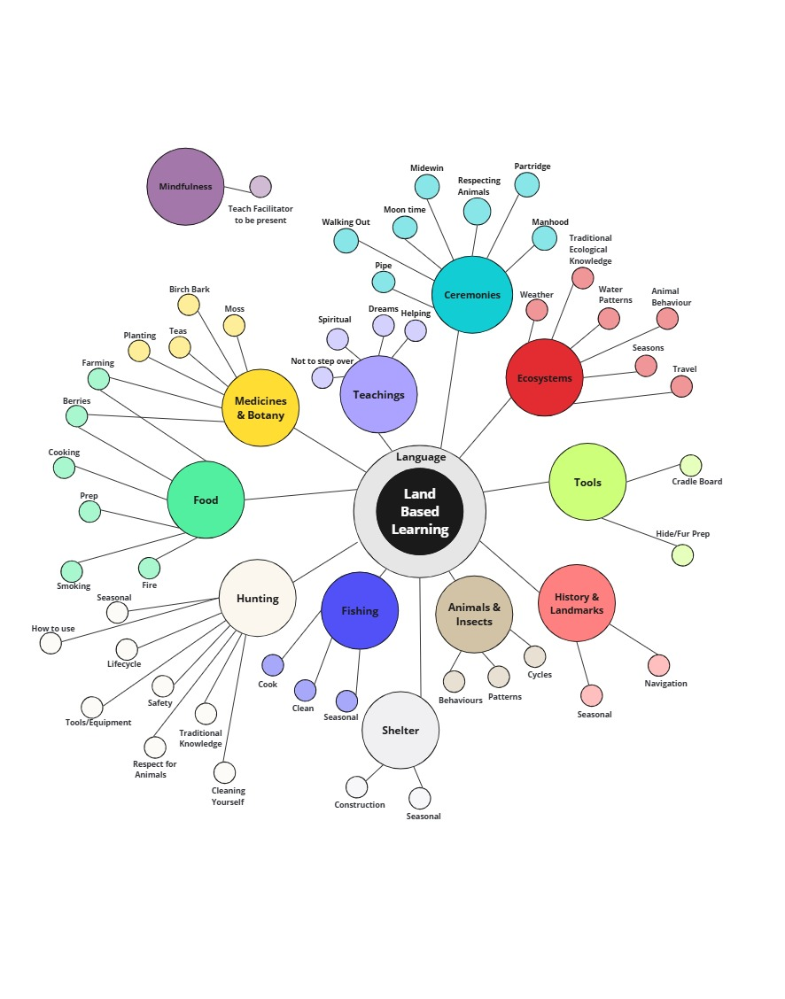 Mindfulness
Teach Facilitator
to be present
Midewin
Respecting
Animals
Partridge
Moon time
Walking Out
Manhood
Pipe
Ceremonies
Traditional
Ecological
Knowledge
Weather
Water
Patterns
Animal
Behaviour
Seasons
Travel
Ecosystems
Spiritual
Dreams
Helping
Not to step over
Teachings
Birch Bark
Moss
Teas
Planting
Farming
Berries
Medicines
& Botany
Cooking
Prep
Smoking
Fire
Food
Language
Land
Based
Learning
Tools
Cradle Board
Hide/Fur Prep
Hunting
Seasonal
How to use
Lifecycle
Tools/Equipment
Safety
Respect for
Animals
Traditional
Knowledge
Cleaning
Yourself
Fishing
Cook
Clean
Seasonal
Animals &
Insects
Behaviours
Patterns
Cycles
History &
Landmarks
Seasonal
Navigation
Shelter
Construction
Seasonal